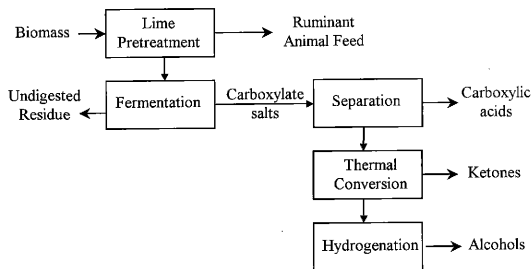 Biomass
Lime
Pretreatment
Ruminant
Animal Feed
Undigested
Residue
Fermentation
Carboxylate
salts
Separation
Carboxylic
acids
Thermal
Conversion
Ketones
Hydrogenation
Alcohols